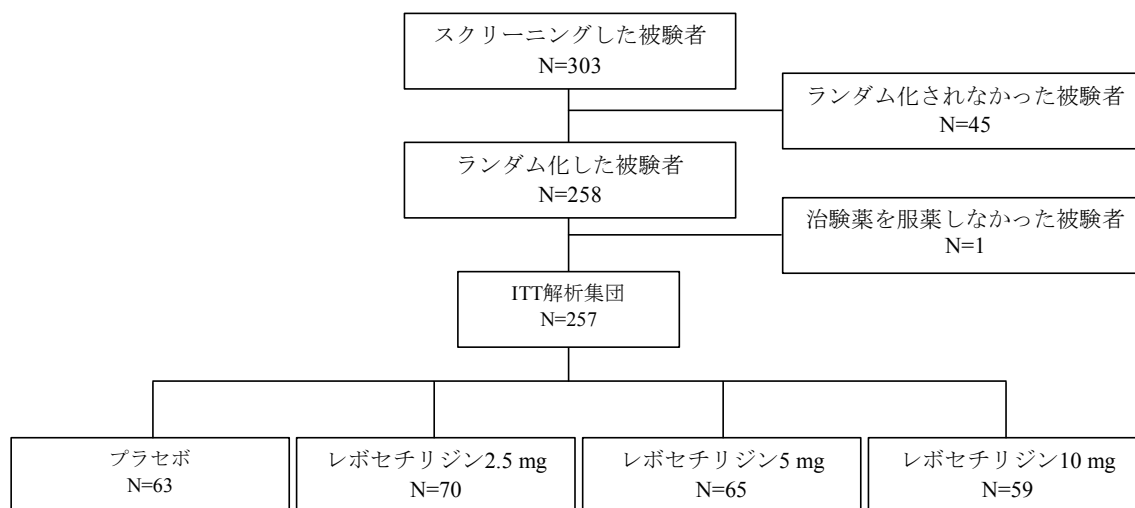 スクリーニングした被験者
N=303
ランダム化されなかった被験者
N=45
ランダム化した被験者
N=258
治験薬を服薬しなかった被験者
N=1
ITT解析集団
N=257
プラセボ
N=63
レボセチリジン2.5 mg
N=70
レボセチリジン5 mg
N=65
レボセチリジン10 mg
N=59